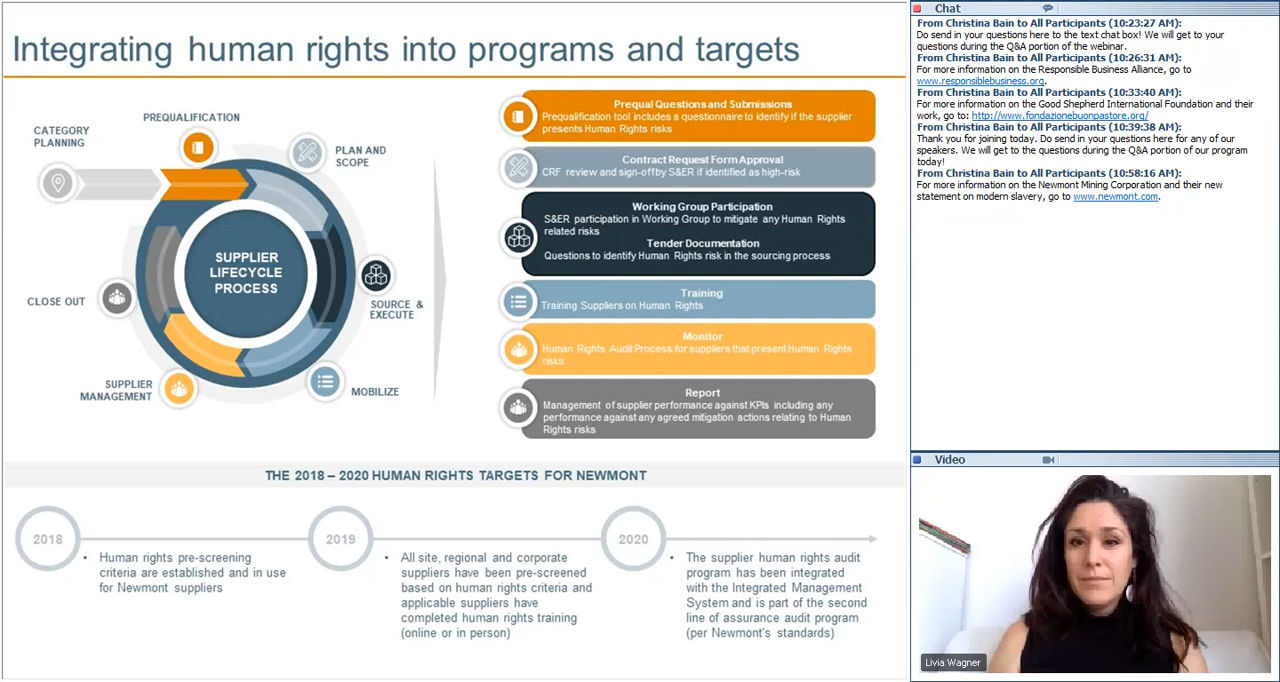 Integrating human rights into programs and targets
CATEGORY
PLANNING
PREQUALIFICATION
PLAN AND
SCOPE
SUPPLIER
LIFECYCLE
PROCESS
CLOSE OUT
SOURCE &
EXECUTE
SUPPLIER
MANAGEMENT
MOBILIZE
Prequal Questions and Submissions
Prequalification tool includes a questionnaire to identify if the supplier
presents Human Rights risks
Contract Request Form Approval
CRF review and sign-offby S&ER if identified as high-risk
Working Group Participation
S&ER participation in Working Group to mitigate any Human Rights
related risks
Tender Documentation
Questions to identify Human Rights risk in the sourcing process
Training
Training Suppliers on Human Rights
Monitor
Human Rights Audit Process for suppliers that present Human Rights
risks
Report
Management of supplier performance against KPIs including any
performance against any agreed mitigation actions relating to Human
Rights risks
THE 2018 – 2020 HUMAN RIGHTS TARGETS FOR NEWMONT
2018
• Human rights pre-screening
criteria are established and in use
for Newmont suppliers
2019
• All site, regional and corporate
suppliers have been pre-screened
based on human rights criteria and
applicable suppliers have
completed human rights training
(online or in person)
2020
• The supplier human rights audit
program has been integrated
with the Integrated Management
System and is part of the second
line of assurance audit program
(per Newmont's standards)
Chat
From Christina Bain to All Participants (10:23:27 AM):
Do send in your questions here to the text chat box! We will get to your
questions during the Q&A portion of the webinar.
From Christina Bain to All Participants (10:26:31 AM):
For more information on the Responsible Business Alliance, go to
www.responsiblebusiness.org.
From Christina Bain to All Participants (10:33:40 AM):
For more information on the Good Shepherd International Foundation and their
work, go to: http://www.fondazionebuonpastore.org/
From Christina Bain to All Participants (10:39:38 AM):
Thank you for joining today. Do send in your questions here for any of our
speakers. We will get to the questions during the Q&A portion of our program
today!
From Christina Bain to All Participants (10:58:16 AM):
For more information on the Newmont Mining Corporation and their new
statement on modern slavery, go to www.newmont.com.
Video
Livia Wagner